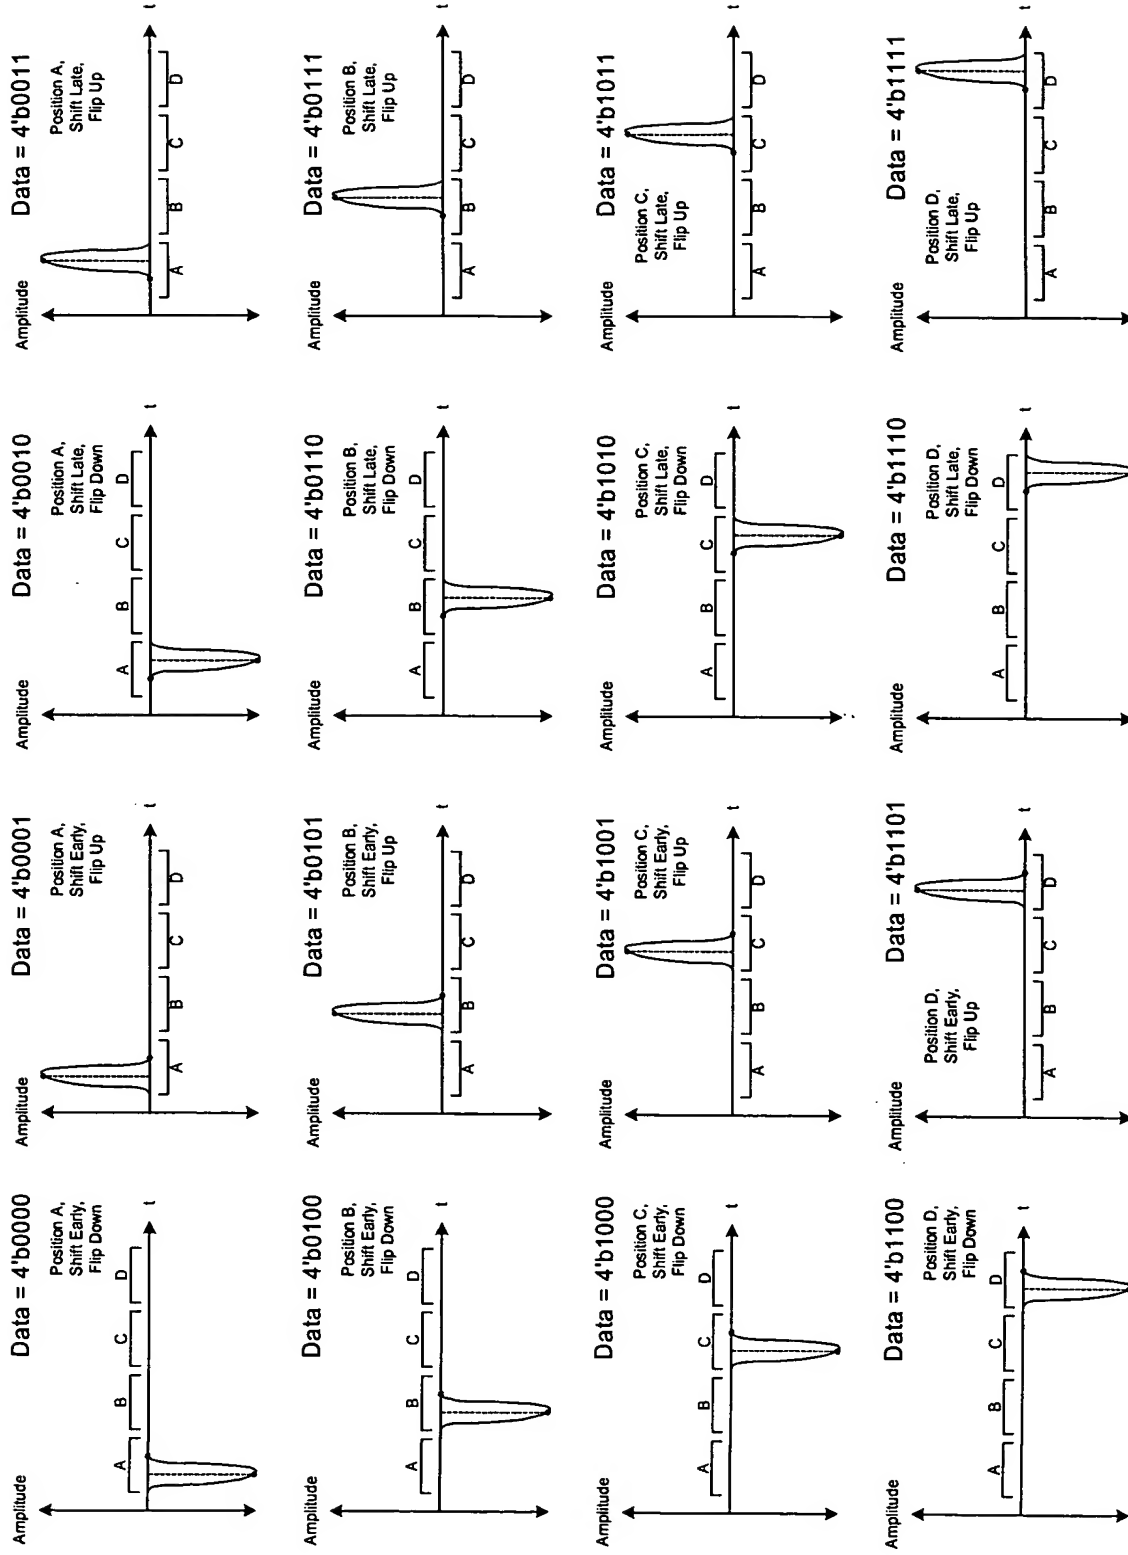 Data = 4'b0000
Amplitude
Position A,
Shift Early,
Flip Down
A B C D
t
Data = 4'b0001
Amplitude
Position A,
Shift Early,
Flip Up
t
A B C D
Data = 4'b0010
Amplitude
Position A,
Shift Late,
Flip Down
A B C D
t
Data = 4'b0011
Amplitude
Position A,
Shift Late,
Flip Up
t
A B C D
Data = 4'b0100
Amplitude
Position B,
Shift Early,
Flip Down
A B C D
t
Data = 4'b0101
Amplitude
Position B,
Shift Early,
Flip Up
t
A B C D
Data = 4'b0110
Amplitude
Position B,
Shift Late,
Flip Down
A B C D
t
Data = 4'b0111
Amplitude
Position B,
Shift Late,
Flip Up
t
A B C D
Data = 4'b1000
Amplitude
Position C,
Shift Early,
Flip Down
A B C D
t
Data = 4'b1001
Amplitude
Position C,
Shift Early,
Flip Up
t
A B C D
Data = 4'b1010
Amplitude
Position C,
Shift Late,
Flip Down
A B C D
t
Data = 4'b1011
Amplitude
Position C,
Shift Late,
Flip Up
t
A B C D
Data = 4'b1100
Amplitude
Position D,
Shift Early,
Flip Down
A B C D
t
Data = 4'b1101
Amplitude
Position D,
Shift Early,
Flip Up
t
A B C D
Data = 4'b1110
Amplitude
Position D,
Shift Late,
Flip Down
A B C D
t
Data = 4'b1111
Amplitude
Position D,
Shift Late,
Flip Up
t
A B C D